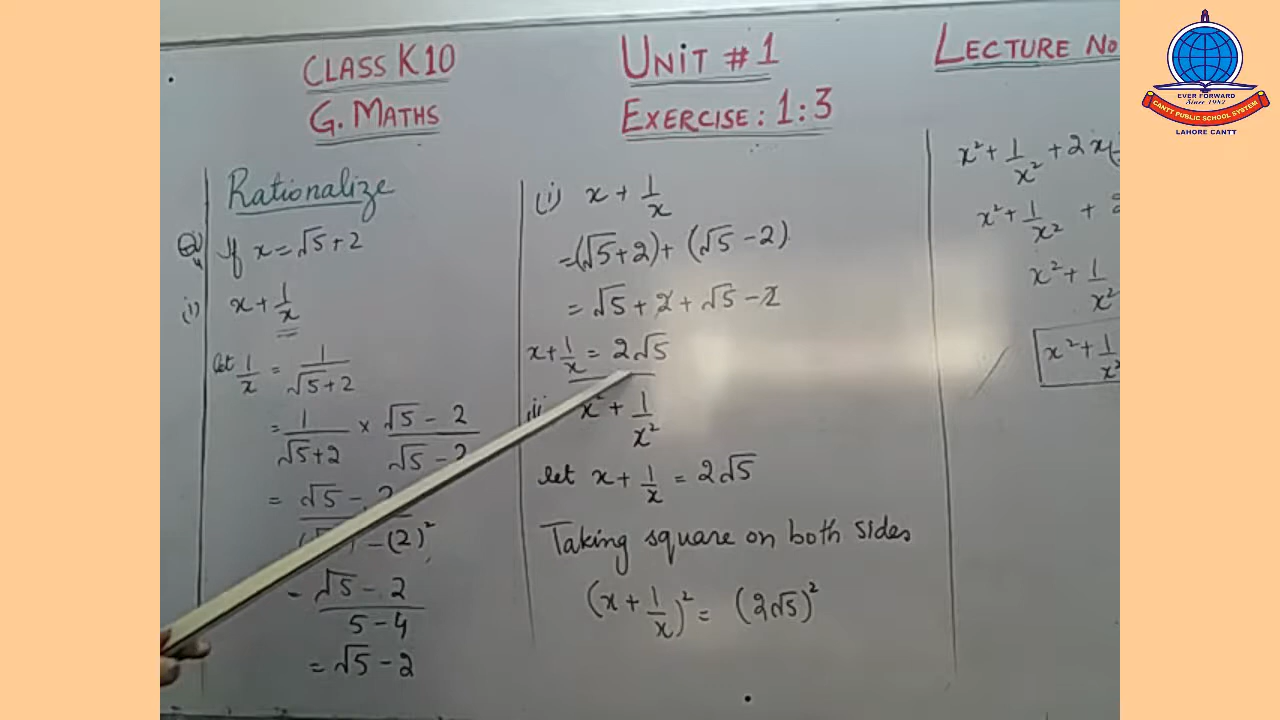 CLASS K10
G. MATHS
UNIT # 1
EXERCISE: 1:3
LECTURE NO
EVER FORWARD
Since 1982
CANTT PUBLIC SCHOOL SYSTEM
LAHORE CANTT
Rationalize
If x = √5 + 2
(i) x + 1/x
let 1/x = 1/(√5+2)
= 1/(√5+2) × (√5 - 2)/(√5 - 2)
= √5 - 2
- (2)²
= (√5 - 2)/(5 - 4)
= √5 - 2
(i) x + 1/x
= (√5 + 2) + (√5 - 2)
= √5 + 2 + √5 - 2
x + 1/x = 2√5
ii x² + 1/x²
let x + 1/x = 2√5
Taking square on both sides
(x + 1/x)² = (2√5)²
x² + 1/x² + 2x(
x² + 1/x² + 2
x² + 1/x²
x² + 1/x²